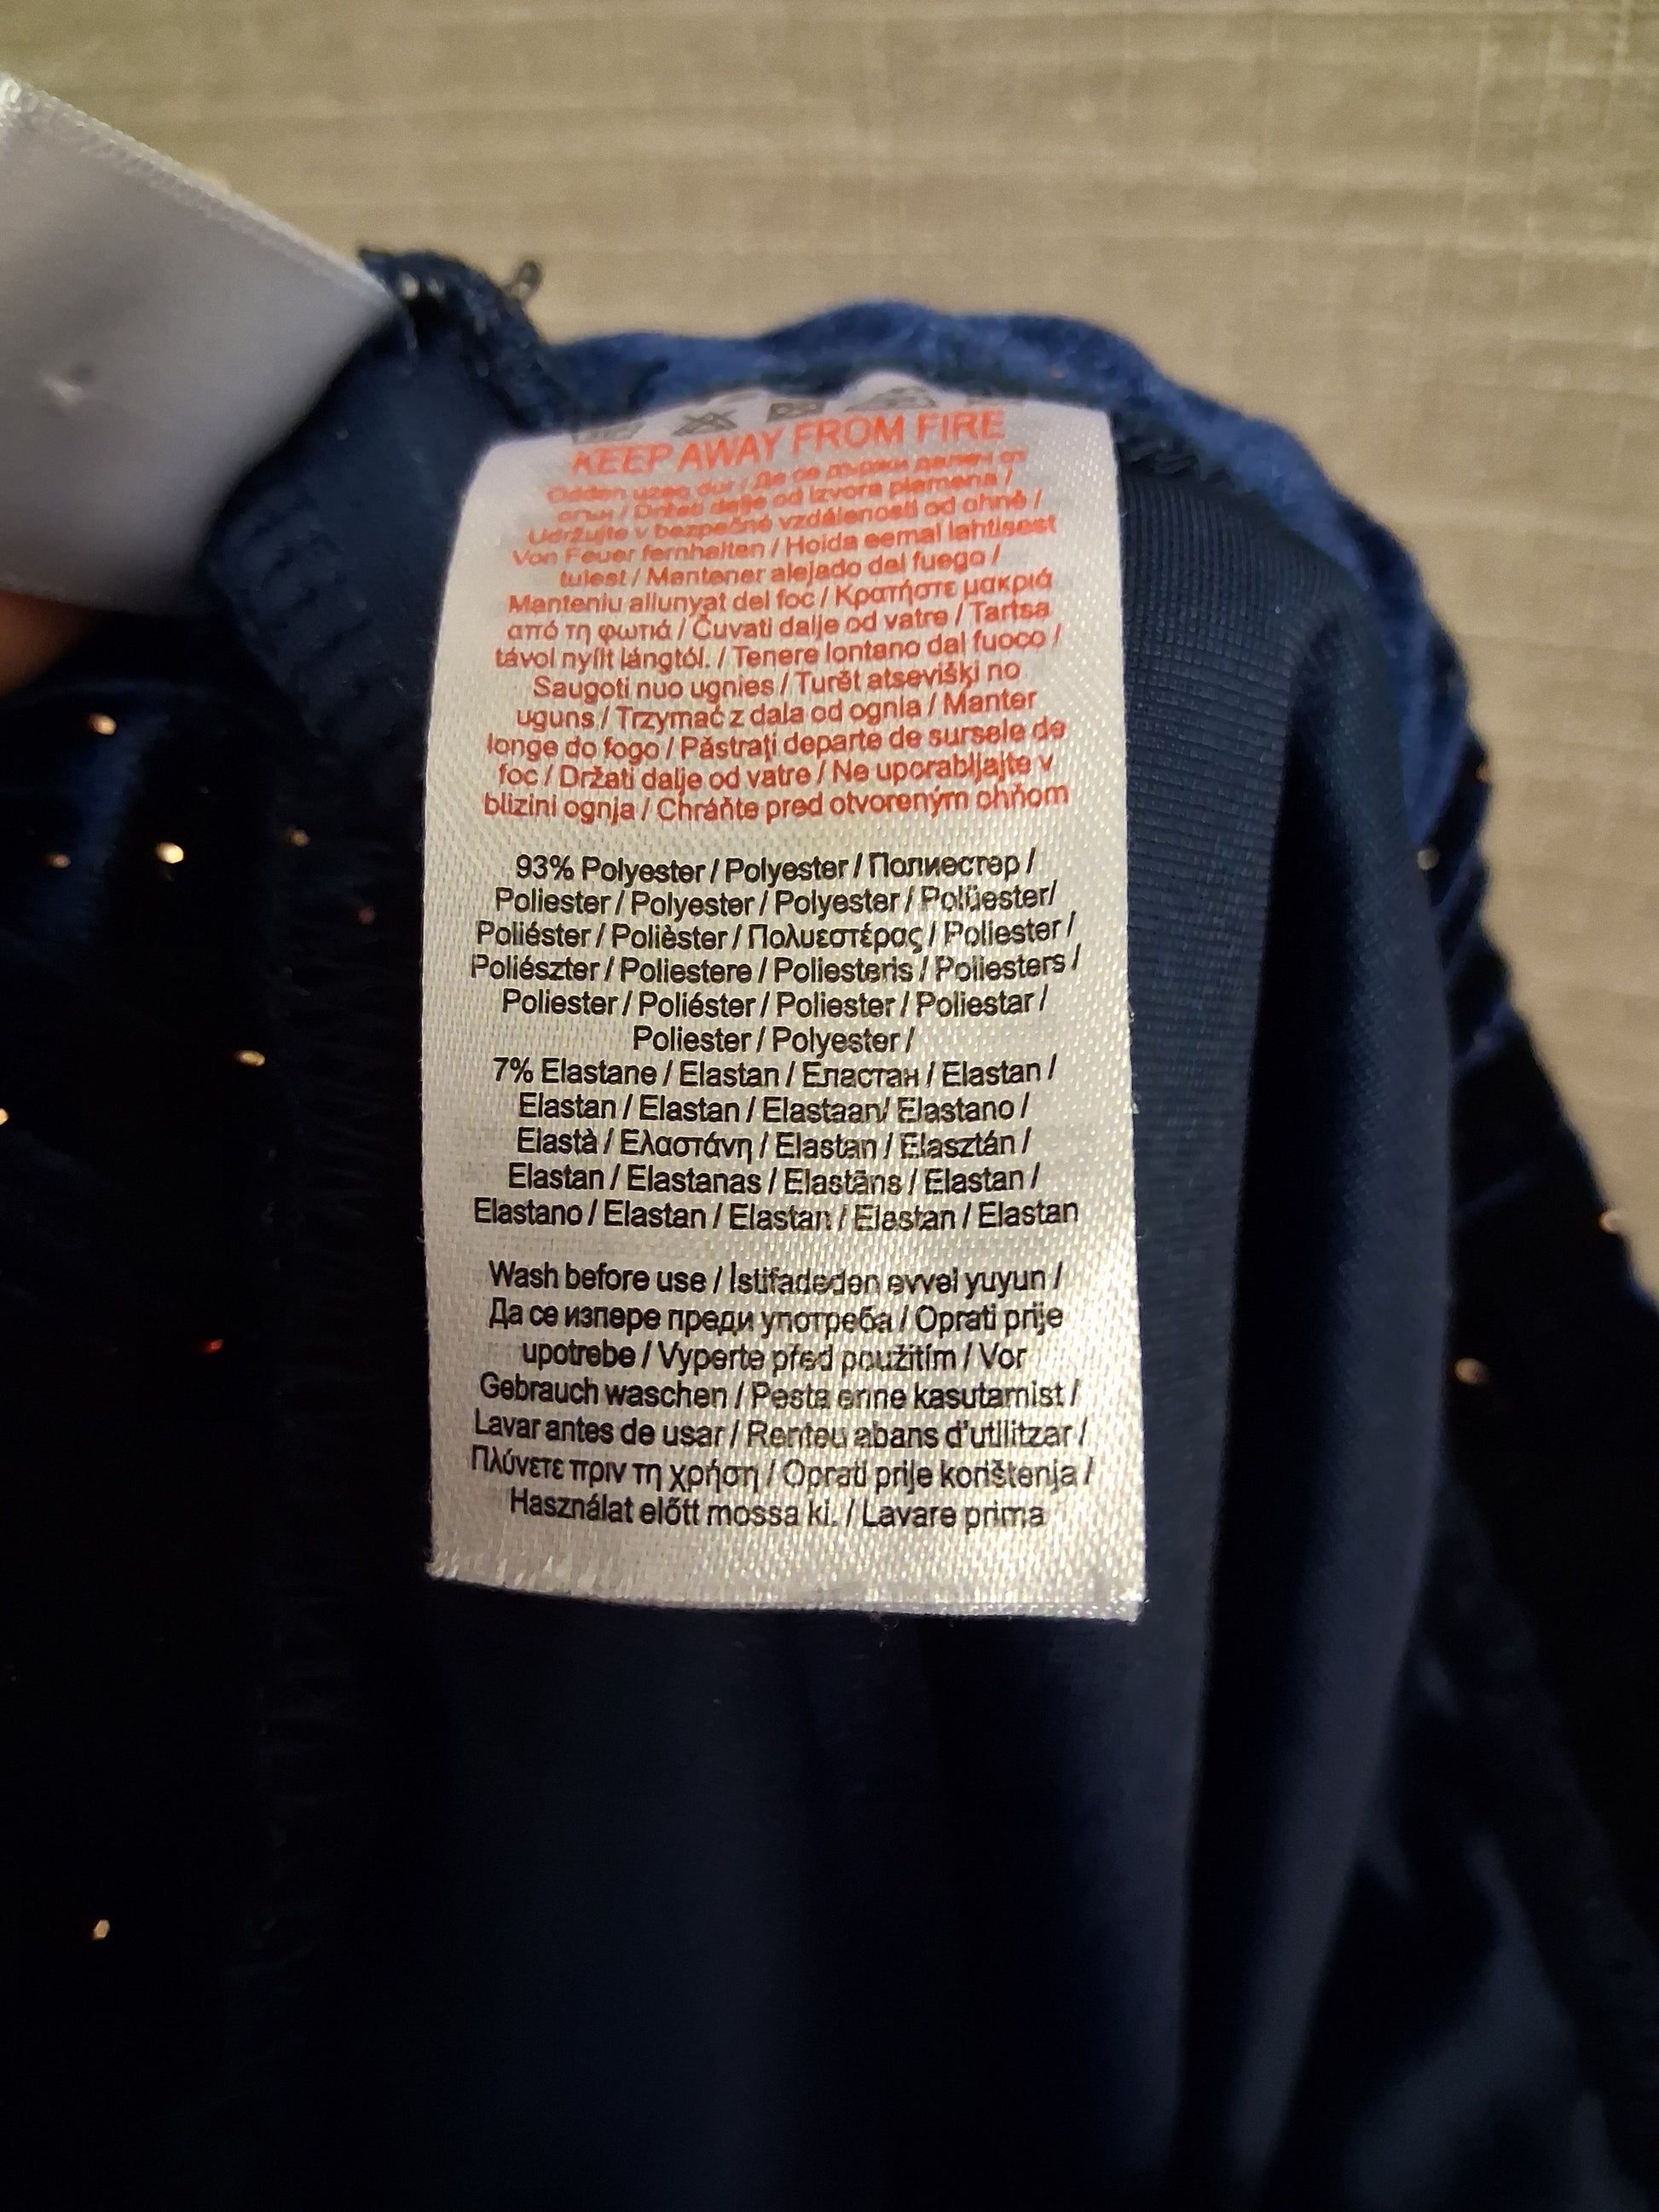 KEEP AWAY FROM FIRE
Odden uzaq dur / Да се държи далеч от
огън / Držati dalje od izvora plamena /
Udržujte v bezpečné vzdálenosti od ohně /
Von Feuer fernhalten / Hoida eemal lahtisest
tulest / Mantener alejado del fuego /
Manteniu allunyat del foc / Κρατήστε μακριά
από τη φωτιά / Čuvati dalje od vatre / Tartsa
távol nyílt lángtól. / Tenere lontano dal fuoco /
Saugoti nuo ugnies / Turēt atsevišķi no
uguns / Trzymać z dala od ognia / Manter
longe do fogo / Păstrați departe de sursele de
foc / Držati dalje od vatre / Ne uporabljajte v
blizini ognja / Chráňte pred otvoreným ohňom
93% Polyester / Polyester / Полиестер /
Poliester / Polyester / Polyester / Polüester/
Poliéster / Polièster / Πολυεστέρας / Poliester /
Poliészter / Poliestere / Poliesteris / Poliesters /
Poliester / Poliéster / Poliester / Poliestar /
Poliester / Polyester /
7% Elastane / Elastan / Еластан / Elastan /
Elastan / Elastan / Elastaan/ Elastano /
Elastà / Ελαστάνη / Elastan / Elasztán /
Elastan / Elastanas / Elastāns / Elastan /
Elastano / Elastan / Elastan / Elastan / Elastan
Wash before use / İstifadeden evvel yuyun /
Да се изпере преди употреба / Oprati prije
upotrebe / Vyperte před použitím / Vor
Gebrauch waschen / Pesta enne kasutamist /
Lavar antes de usar / Renteu abans d'utilitzar /
Πλύνετε πριν τη χρήση / Oprati prije korištenja /
Használat előtt mossa ki. / Lavare prima